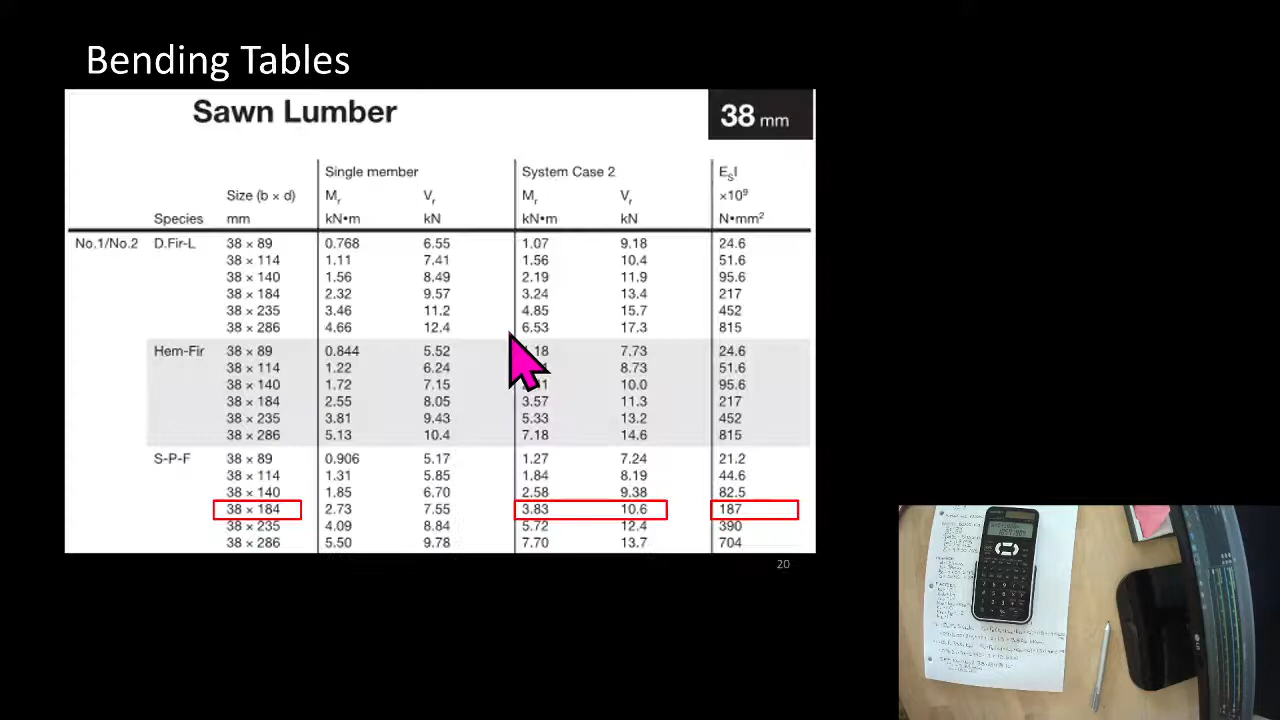 Bending Tables
Sawn Lumber
38 mm
Single member System Case 2 ESI
Size (b × d) Mr Vr Mr Vr ×10⁹
Species mm kN•m kN kN•m kN N•mm²
No.1/No.2 D.Fir-L 38 × 89 0.768 6.55 1.07 9.18 24.6
38 × 114 1.11 7.41 1.56 10.4 51.6
38 × 140 1.56 8.49 2.19 11.9 95.6
38 × 184 2.32 9.57 3.24 13.4 217
38 × 235 3.46 11.2 4.85 15.7 452
38 × 286 4.66 12.4 6.53 17.3 815
Hem-Fir 38 × 89 0.844 5.52 .18 7.73 24.6
38 × 114 1.22 6.24 8.73 51.6
38 × 140 1.72 7.15 10.0 95.6
38 × 184 2.55 8.05 3.57 11.3 217
38 × 235 3.81 9.43 5.33 13.2 452
38 × 286 5.13 10.4 7.18 14.6 815
S-P-F 38 × 89 0.906 5.17 1.27 7.24 21.2
38 × 114 1.31 5.85 1.84 8.19 44.6
38 × 140 1.85 6.70 2.58 9.38 82.5
38 × 184 2.73 7.55 3.83 10.6 187
38 × 235 4.09 8.84 5.72 12.4 390
38 × 286 5.50 9.78 7.70 13.7 704
20